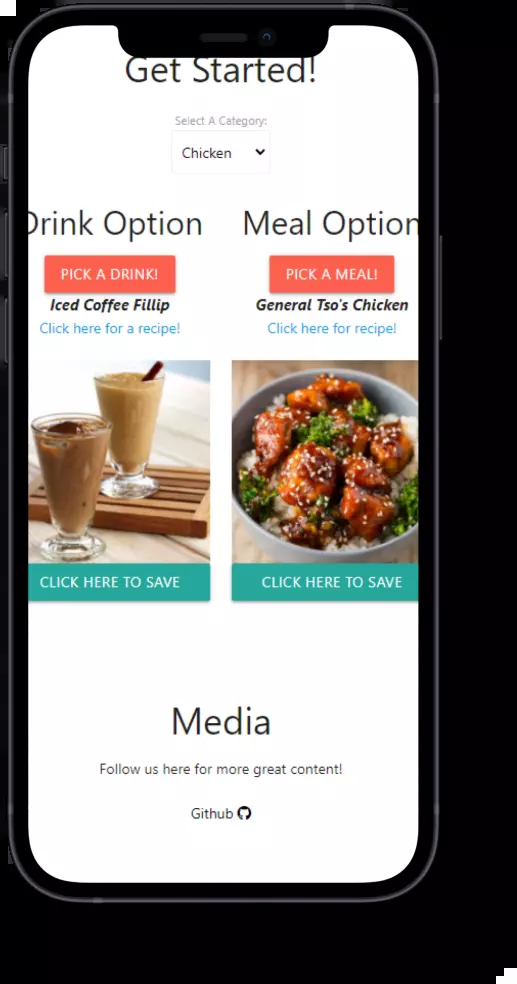 Get Started!
Select A Category:
Chicken
Drink Option
Meal Option
PICK A DRINK!
PICK A MEAL!
Iced Coffee Fillip
General Tso's Chicken
Click here for a recipe!
Click here for recipe!
CLICK HERE TO SAVE
CLICK HERE TO SAVE
Media
Follow us here for more great content!
Github